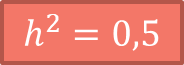 h² = 0,5